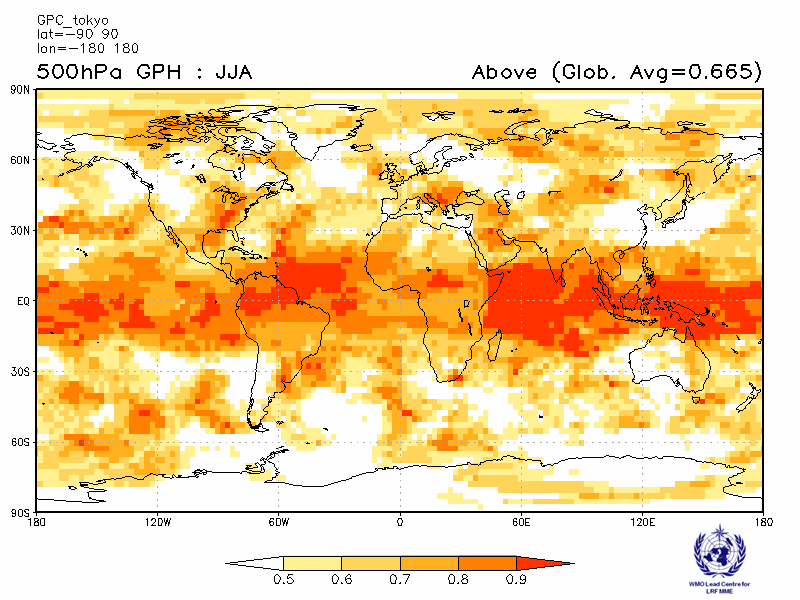 GPC_tokyo
lat=-90 90
lon=-180 180
500hPa GPH : JJA
Above (Glob. Avg=0.665)
90N
60N
30N
EQ
30S
60S
90S
180 120W 60W 0 60E 120E 180
0.5 0.6 0.7 0.8 0.9
WMO Lead Centre for
LRF MME